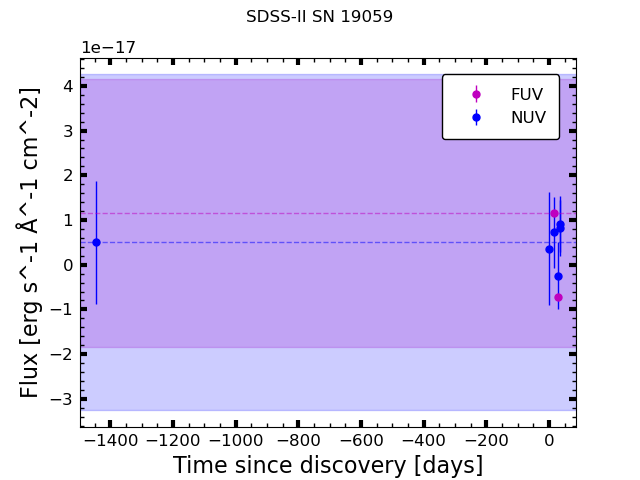 SDSS-II SN 19059
1e−17
FUV
NUV
4
3
2
1
0
−1
−2
−3
Flux [erg s^-1 Å^-1 cm^-2]
−1400 −1200 −1000 −800 −600 −400 −200 0
Time since discovery [days]